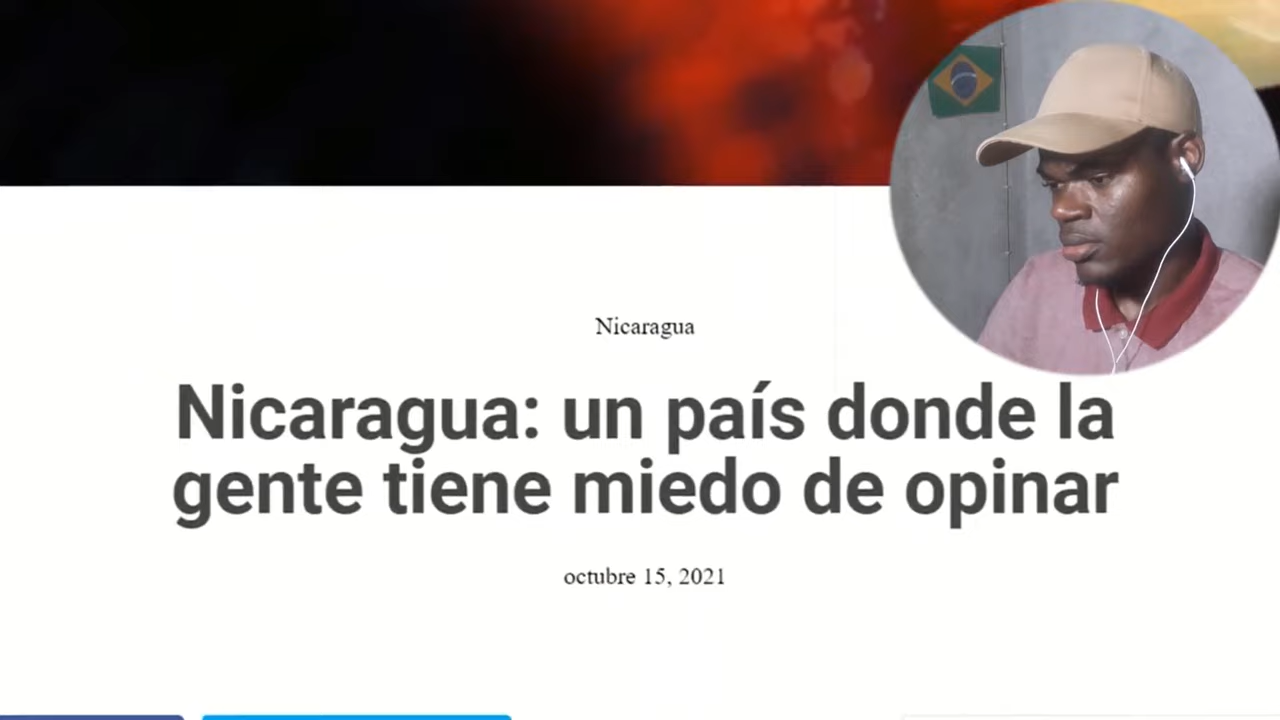 Nicaragua
Nicaragua: un país donde la
gente tiene miedo de opinar
octubre 15, 2021